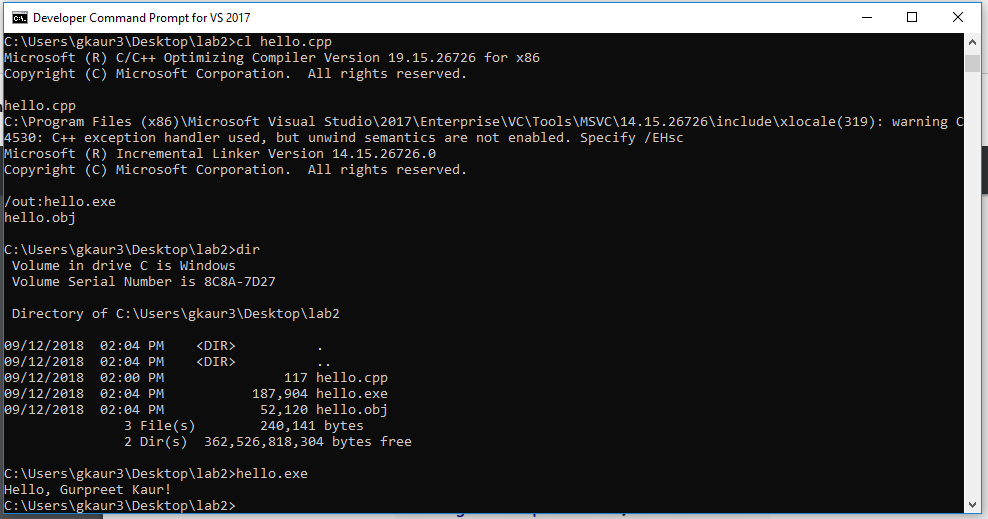 Developer Command Prompt for VS 2017
C:\Users\gkaur3\Desktop\lab2>cl hello.cpp
Microsoft (R) C/C++ Optimizing Compiler Version 19.15.26726 for x86
Copyright (C) Microsoft Corporation.  All rights reserved.
hello.cpp
C:\Program Files (x86)\Microsoft Visual Studio\2017\Enterprise\VC\Tools\MSVC\14.15.26726\include\xlocale(319): warning C
4530: C++ exception handler used, but unwind semantics are not enabled. Specify /EHsc
Microsoft (R) Incremental Linker Version 14.15.26726.0
Copyright (C) Microsoft Corporation.  All rights reserved.
/out:hello.exe
hello.obj
C:\Users\gkaur3\Desktop\lab2>dir
 Volume in drive C is Windows
 Volume Serial Number is 8C8A-7D27
 Directory of C:\Users\gkaur3\Desktop\lab2
09/12/2018  02:04 PM    <DIR>          .
09/12/2018  02:04 PM    <DIR>          ..
09/12/2018  02:00 PM               117 hello.cpp
09/12/2018  02:04 PM           187,904 hello.exe
09/12/2018  02:04 PM            52,120 hello.obj
               3 File(s)        240,141 bytes
               2 Dir(s)  362,526,818,304 bytes free
C:\Users\gkaur3\Desktop\lab2>hello.exe
Hello, Gurpreet Kaur!
C:\Users\gkaur3\Desktop\lab2>